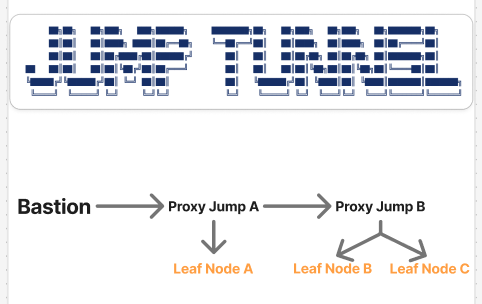 JUMP TUNNEL
Bastion Proxy Jump A Proxy Jump B
Leaf Node A Leaf Node B Leaf Node C